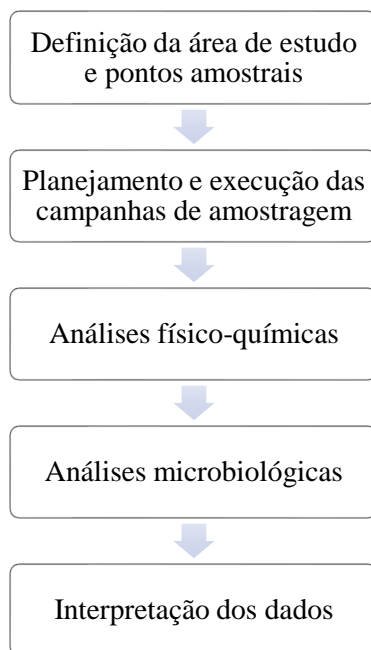 Definição da área de estudo
e pontos amostrais
Planejamento e execução das
campanhas de amostragem
Análises físico-químicas
Análises microbiológicas
Interpretação dos dados